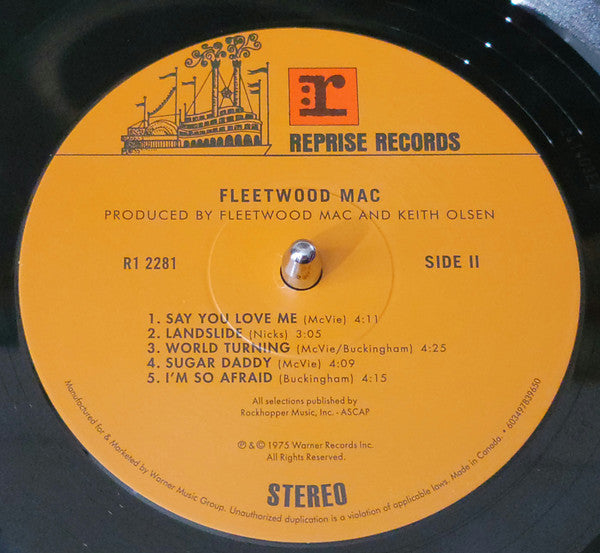 r
REPRISE RECORDS
FLEETWOOD MAC
PRODUCED BY FLEETWOOD MAC AND KEITH OLSEN
R1 2281
SIDE II
1. SAY YOU LOVE ME (McVie) 4:11
2. LANDSLIDE (Nicks) 3:05
3. WORLD TURNING (McVie/Buckingham) 4:25
4. SUGAR DADDY (McVie) 4:09
5. I'M SO AFRAID (Buckingham) 4:15
All selections published by
Rockhopper Music, Inc. - ASCAP
℗ & © 1975 Warner Records Inc.
All Rights Reserved.
STEREO
Manufactured for & Marketed by Warner Music Group. Unauthorized duplication is a violation of applicable laws. Made in Canada. • 603497839650